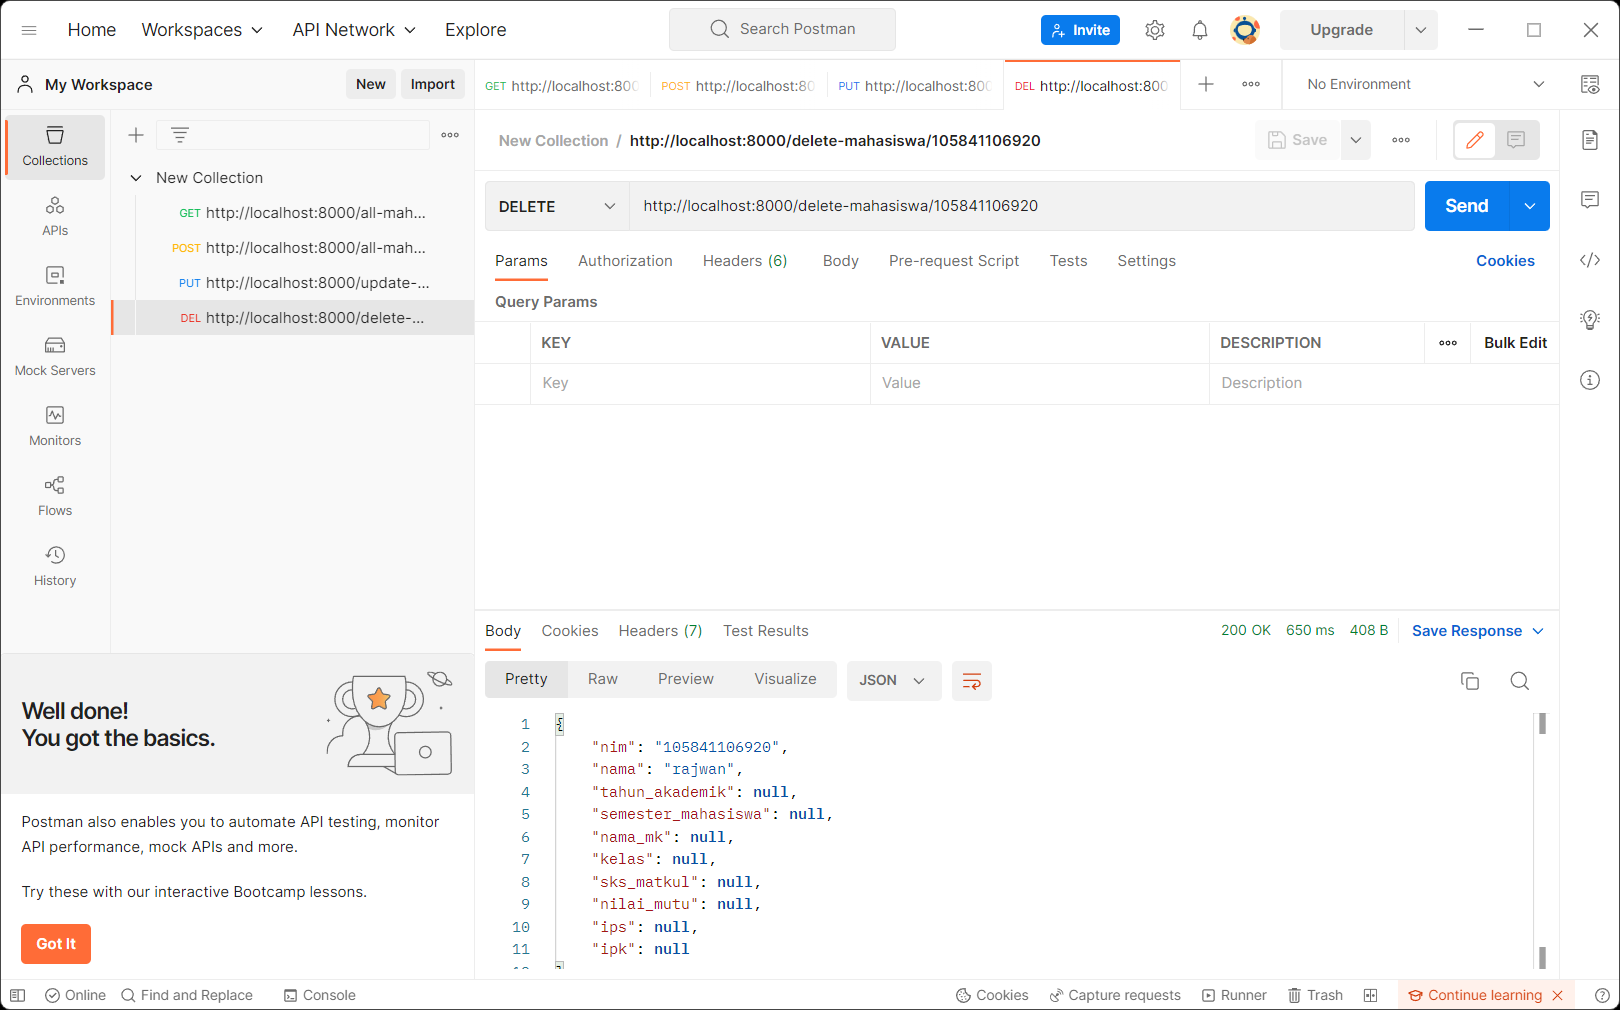 Home Workspaces API Network Explore Search Postman Invite Upgrade
My Workspace New Import
GET http://localhost:800 POST http://localhost:80 PUT http://localhost:800 DEL http://localhost:800 No Environment
Collections
APIs
Environments
Mock Servers
Monitors
Flows
History
New Collection
GET http://localhost:8000/all-mah...
POST http://localhost:8000/all-mah...
PUT http://localhost:8000/update-...
DEL http://localhost:8000/delete-...
Well done!
You got the basics.
Postman also enables you to automate API testing, monitor
API performance, mock APIs and more.
Try these with our interactive Bootcamp lessons.
Got It
New Collection / http://localhost:8000/delete-mahasiswa/105841106920 Save
DELETE http://localhost:8000/delete-mahasiswa/105841106920 Send
Params Authorization Headers (6) Body Pre-request Script Tests Settings Cookies
Query Params
KEY VALUE DESCRIPTION Bulk Edit
Key Value Description
Body Cookies Headers (7) Test Results 200 OK 650 ms 408 B Save Response
Pretty Raw Preview Visualize JSON
1 {
2 "nim": "105841106920",
3 "nama": "rajwan",
4 "tahun_akademik": null,
5 "semester_mahasiswa": null,
6 "nama_mk": null,
7 "kelas": null,
8 "sks_matkul": null,
9 "nilai_mutu": null,
10 "ips": null,
11 "ipk": null
Online Find and Replace Console Cookies Capture requests Runner Trash Continue learning